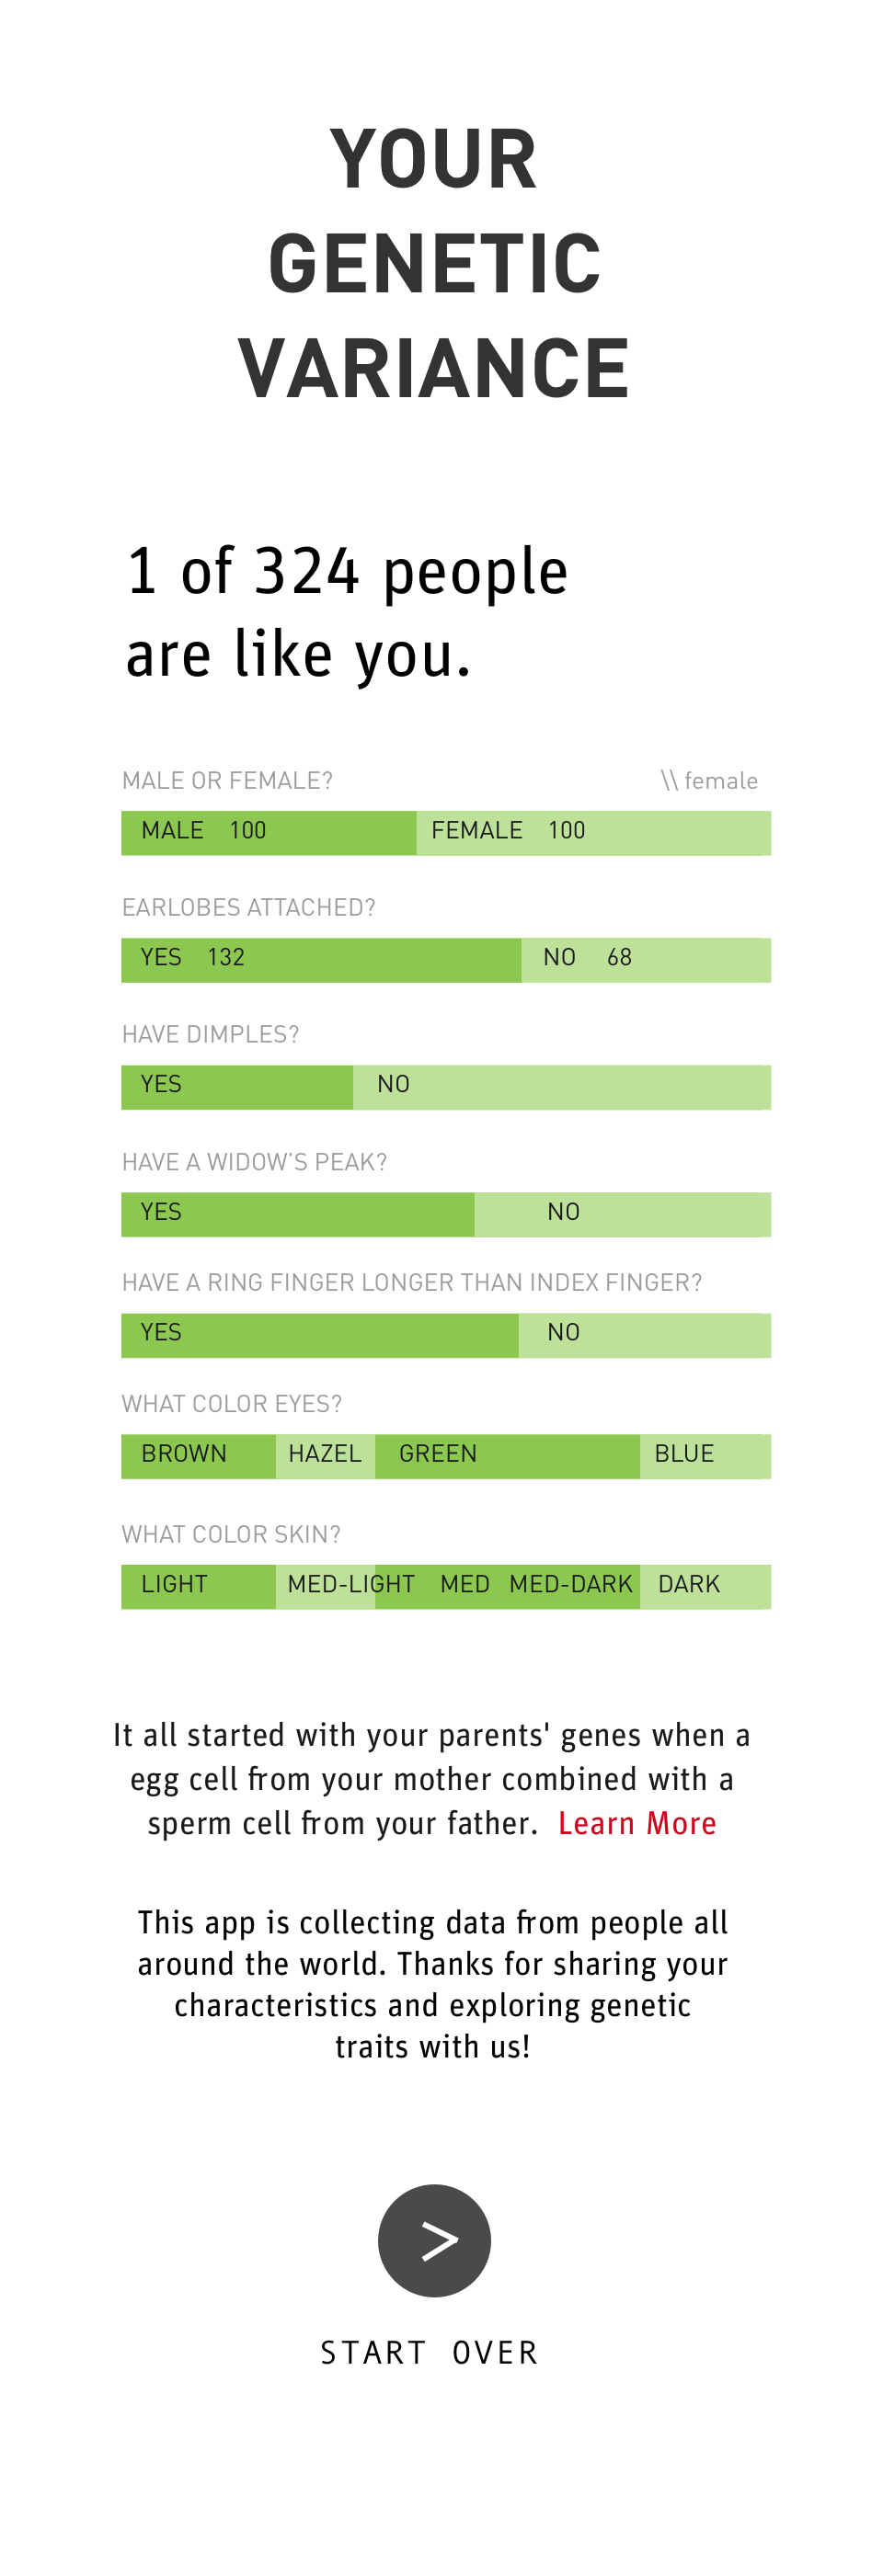 YOUR
GENETIC
VARIANCE
1 of 324 people
are like you.
MALE OR FEMALE? \\ female
MALE 100 FEMALE 100
EARLOBES ATTACHED?
YES 132 NO 68
HAVE DIMPLES?
YES NO
HAVE A WIDOW'S PEAK?
YES NO
HAVE A RING FINGER LONGER THAN INDEX FINGER?
YES NO
WHAT COLOR EYES?
BROWN HAZEL GREEN BLUE
WHAT COLOR SKIN?
LIGHT MED-LIGHT MED MED-DARK DARK
It all started with your parents' genes when a
egg cell from your mother combined with a
sperm cell from your father. Learn More
This app is collecting data from people all
around the world. Thanks for sharing your
characteristics and exploring genetic
traits with us!
>
START OVER